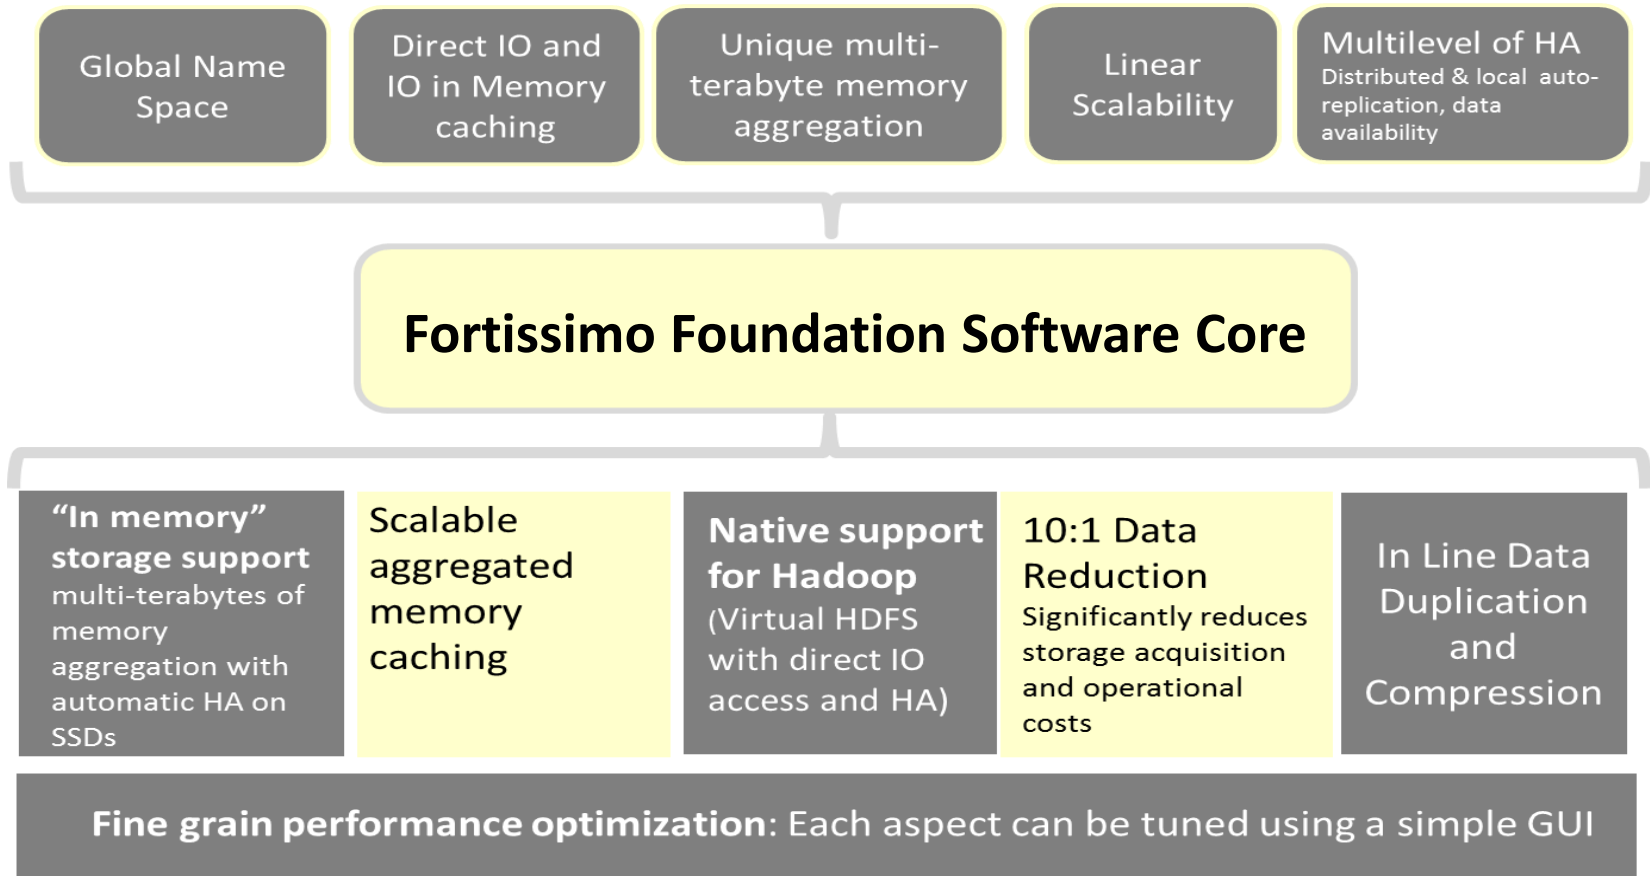 Global Name
Space
Direct IO and
IO in Memory
caching
Unique multi-
terabyte memory
aggregation
Linear
Scalability
Multilevel of HA
Distributed & local auto-
replication, data
availability
Fortissimo Foundation Software Core
“In memory”
storage support
multi-terabytes of
memory
aggregation with
automatic HA on
SSDs
Scalable
aggregated
memory
caching
Native support
for Hadoop
(Virtual HDFS
with direct IO
access and HA)
10:1 Data
Reduction
Significantly reduces
storage acquisition
and operational
costs
In Line Data
Duplication
and
Compression
Fine grain performance optimization: Each aspect can be tuned using a simple GUI